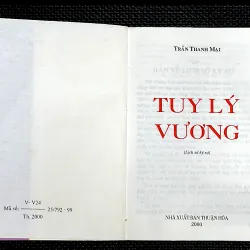 V- V24
Mã số: 25/792 - 99
Th. 2000
TRẦN THANH MẠI
TUY LÝ
VƯƠNG
(Lịch sử ký sự)
NHÀ XUẤT BẢN THUẬN HÓA
2000